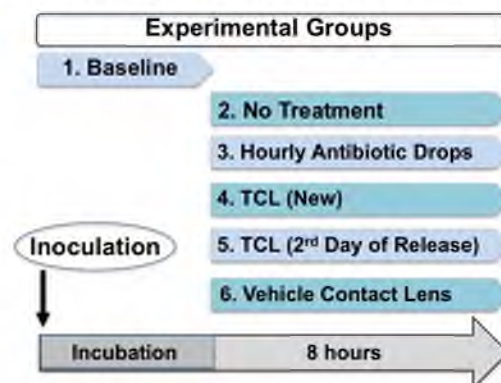 Experimental Groups
1. Baseline
2. No Treatment
3. Hourly Antibiotic Drops
4. TCL (New)
5. TCL (2nd Day of Release)
6. Vehicle Contact Lens
Inoculation
Incubation
8 hours